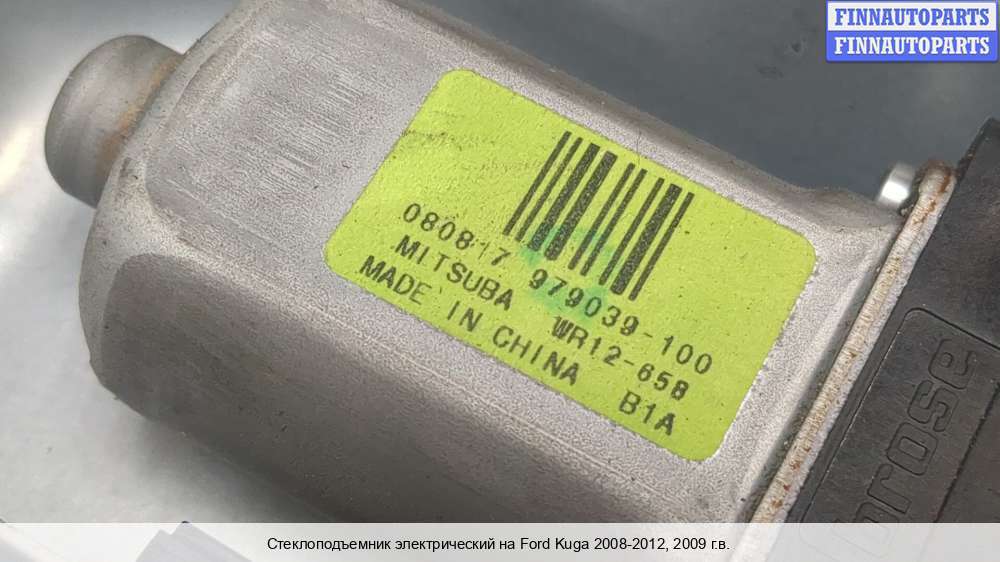 FINNAUTOPARTS
FINNAUTOPARTS
080817 979039-100
MITSUBA WR12-658
MADE IN CHINA B1A
brose
Стеклоподъемник электрический на Ford Kuga 2008-2012, 2009 г.в.